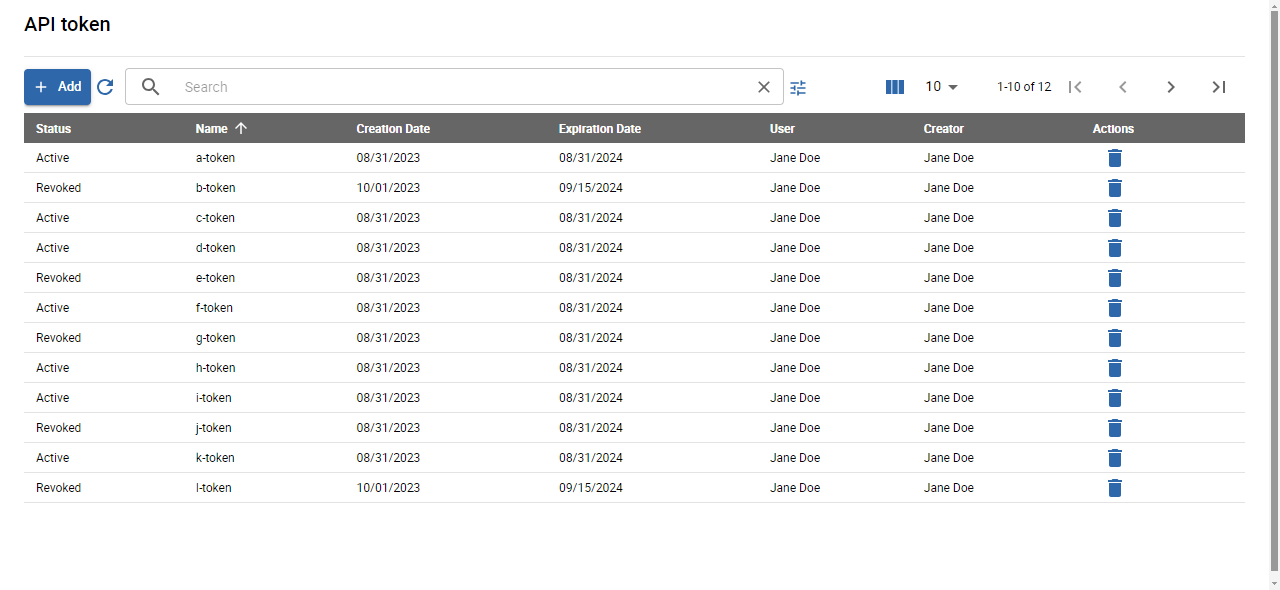 API token
Add
Search
10
1-10 of 12
Status Name Creation Date Expiration Date User Creator Actions
Active a-token 08/31/2023 08/31/2024 Jane Doe Jane Doe
Revoked b-token 10/01/2023 09/15/2024 Jane Doe Jane Doe
Active c-token 08/31/2023 08/31/2024 Jane Doe Jane Doe
Active d-token 08/31/2023 08/31/2024 Jane Doe Jane Doe
Revoked e-token 08/31/2023 08/31/2024 Jane Doe Jane Doe
Active f-token 08/31/2023 08/31/2024 Jane Doe Jane Doe
Revoked g-token 08/31/2023 08/31/2024 Jane Doe Jane Doe
Active h-token 08/31/2023 08/31/2024 Jane Doe Jane Doe
Active i-token 08/31/2023 08/31/2024 Jane Doe Jane Doe
Revoked j-token 08/31/2023 08/31/2024 Jane Doe Jane Doe
Active k-token 08/31/2023 08/31/2024 Jane Doe Jane Doe
Revoked l-token 10/01/2023 09/15/2024 Jane Doe Jane Doe